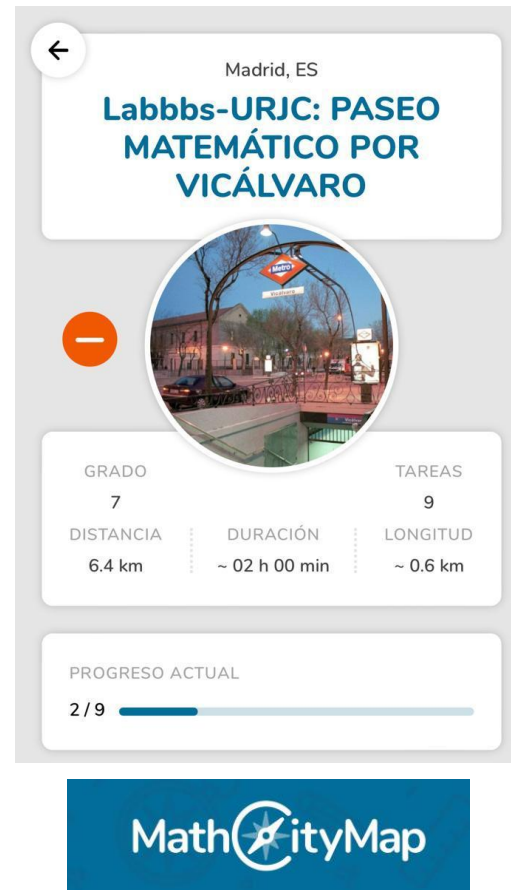 Madrid, ES
Labbbs-URJC: PASEO
MATEMÁTICO POR
VICÁLVARO
Metro
Vicálvaro
GRADO
TAREAS
7
9
DISTANCIA
DURACIÓN
LONGITUD
6.4 km
~ 02 h 00 min
~ 0.6 km
PROGRESO ACTUAL
2 / 9
MathCityMap